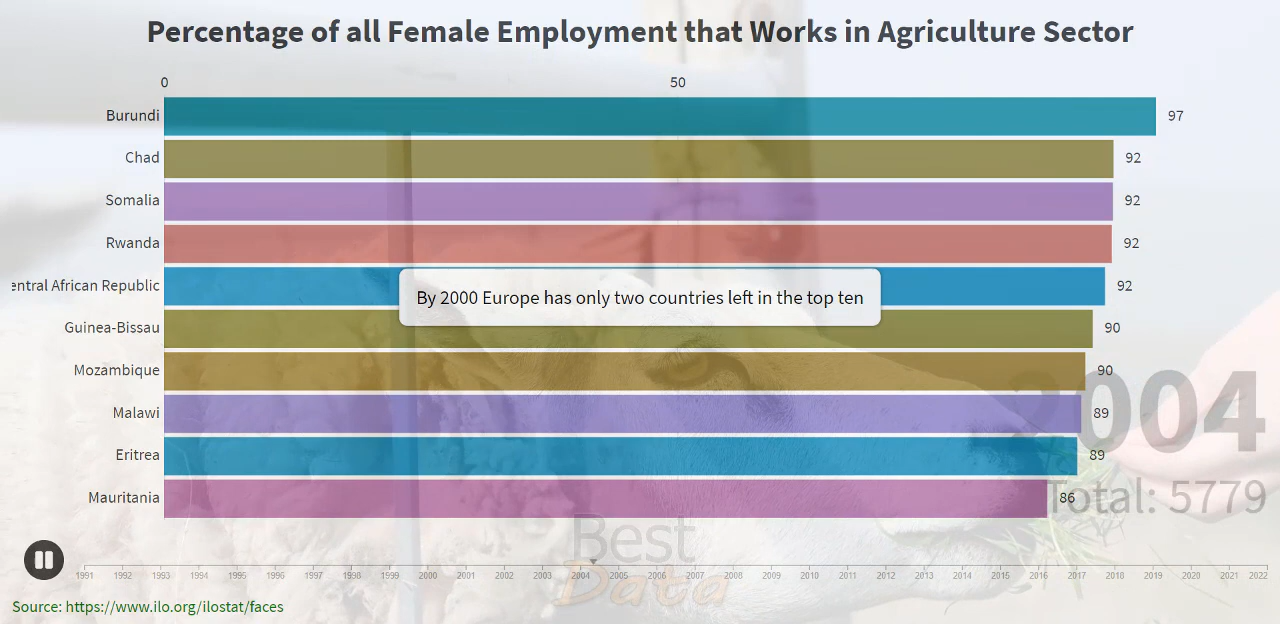 Percentage of all Female Employment that Works in Agriculture Sector
0 50
Burundi 97
Chad 92
Somalia 92
Rwanda 92
entral African Republic 92
By 2000 Europe has only two countries left in the top ten
Guinea-Bissau 90
Mozambique 90
Malawi 89
2004
Eritrea 89
Mauritania 86
Total: 5779
Best
Data
1991 1992 1993 1994 1995 1996 1997 1998 1999 2000 2001 2002 2003 2004 2005 2006 2007 2008 2009 2010 2011 2012 2013 2014 2015 2016 2017 2018 2019 2020 2021 2022
Source: https://www.ilo.org/ilostat/faces